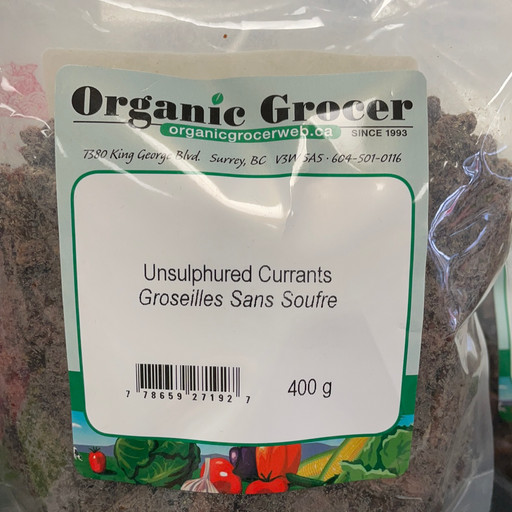 Organic Grocer
organicgrocerweb.ca SINCE 1993
7380 King George Blvd. Surrey, BC V3W 5A5 • 604-501-0116
Unsulphured Currants
Groseilles Sans Soufre
7 78659 27192 7
400 g